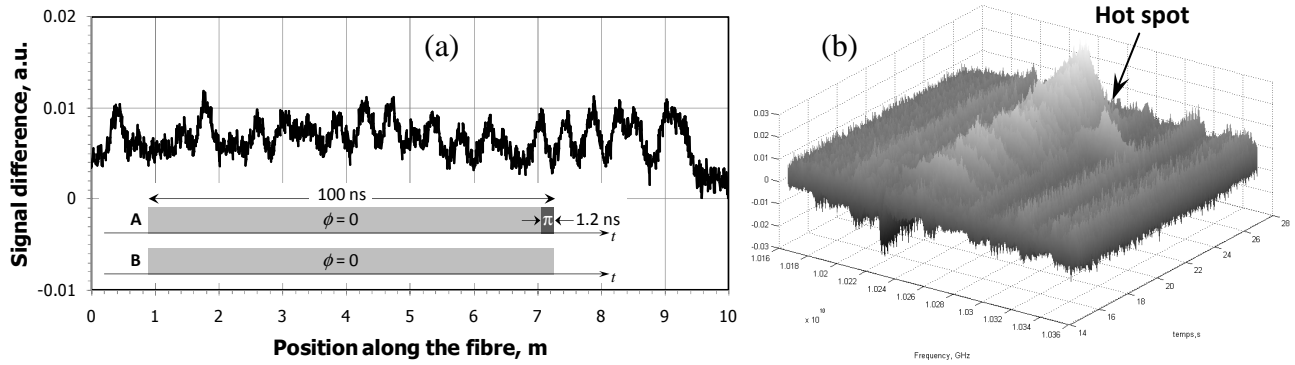 (a)
Signal difference, a.u.
0.02
0.01
0
-0.01
100 ns
A
ϕ = 0
π
1.2 ns
t
B
ϕ = 0
t
0 1 2 3 4 5 6 7 8 9 10
Position along the fibre, m
(b)
Hot spot
0.03
0.02
0.01
0
-0.01
-0.02
-0.03
1.016
1.018
1.02
1.022
1.024
1.026
1.028
1.03
1.032
1.034
1.036
x 10^10
Frequency, GHz
14
16
18
20
22
24
26
28
temps,s